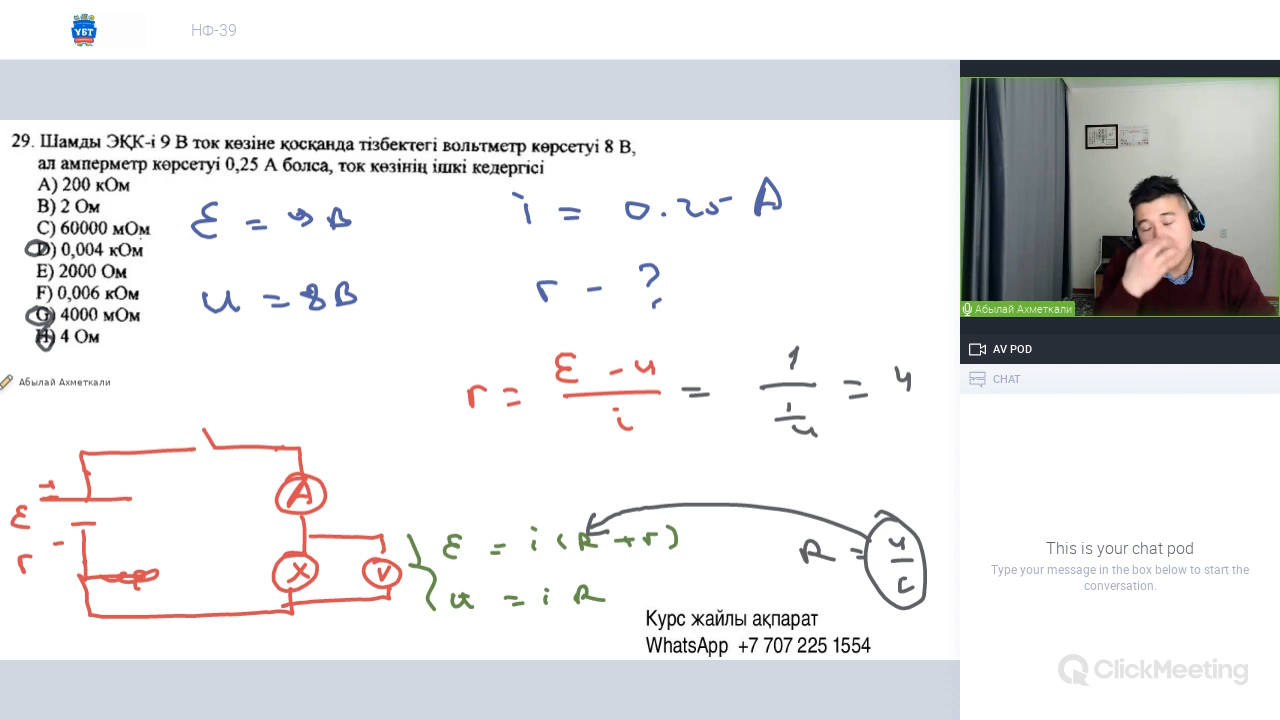 ҰБТ
НФ-39
29. Шамды ЭҚК-і 9 В ток көзіне қосқанда тізбектегі вольтметр көрсетуі 8 В,
ал амперметр көрсетуі 0,25 А болса, ток көзінің ішкі кедергісі
A) 200 кОм
B) 2 Ом
C) 60000 мОм
D) 0,004 кОм
E) 2000 Ом
F) 0,006 кОм
G) 4000 мОм
H) 4 Ом
ε = 9 В
i = 0.25 A
u = 8 В
r - ?
Абылай Ахметкали
r = ε - u / i = 1 / 1/4 = 4
A
ε
r
X
V
ε = i (R + r)
u = i R
R = u / i
Курс жайлы ақпарат
WhatsApp +7 707 225 1554
Абылай Ахметкали
AV POD
CHAT
This is your chat pod
Type your message in the box below to start the
conversation.
ClickMeeting